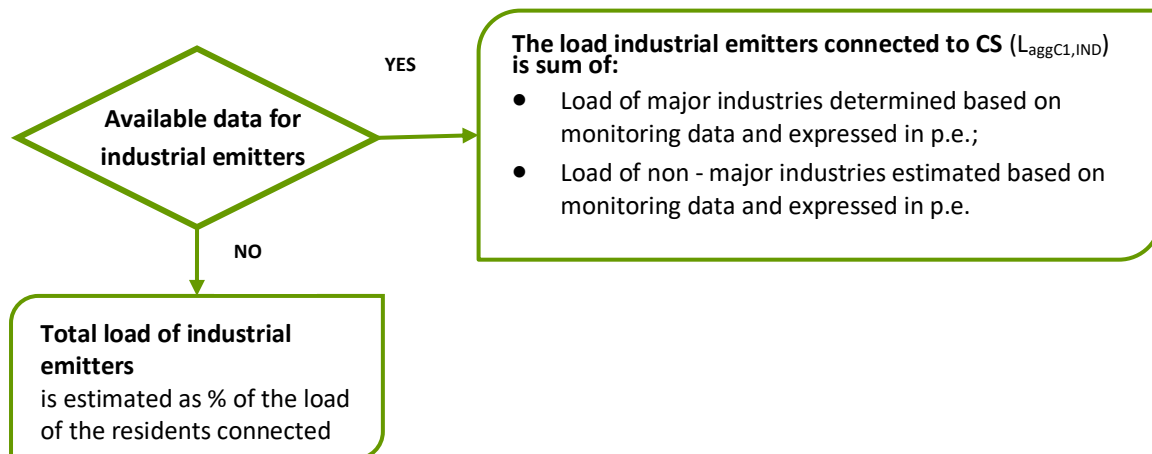 Available data for
industrial emitters
YES
The load industrial emitters connected to CS (LaggC1,IND)
is sum of:
● Load of major industries determined based on
monitoring data and expressed in p.e.;
● Load of non - major industries estimated based on
monitoring data and expressed in p.e.
NO
Total load of industrial
emitters
is estimated as % of the load
of the residents connected